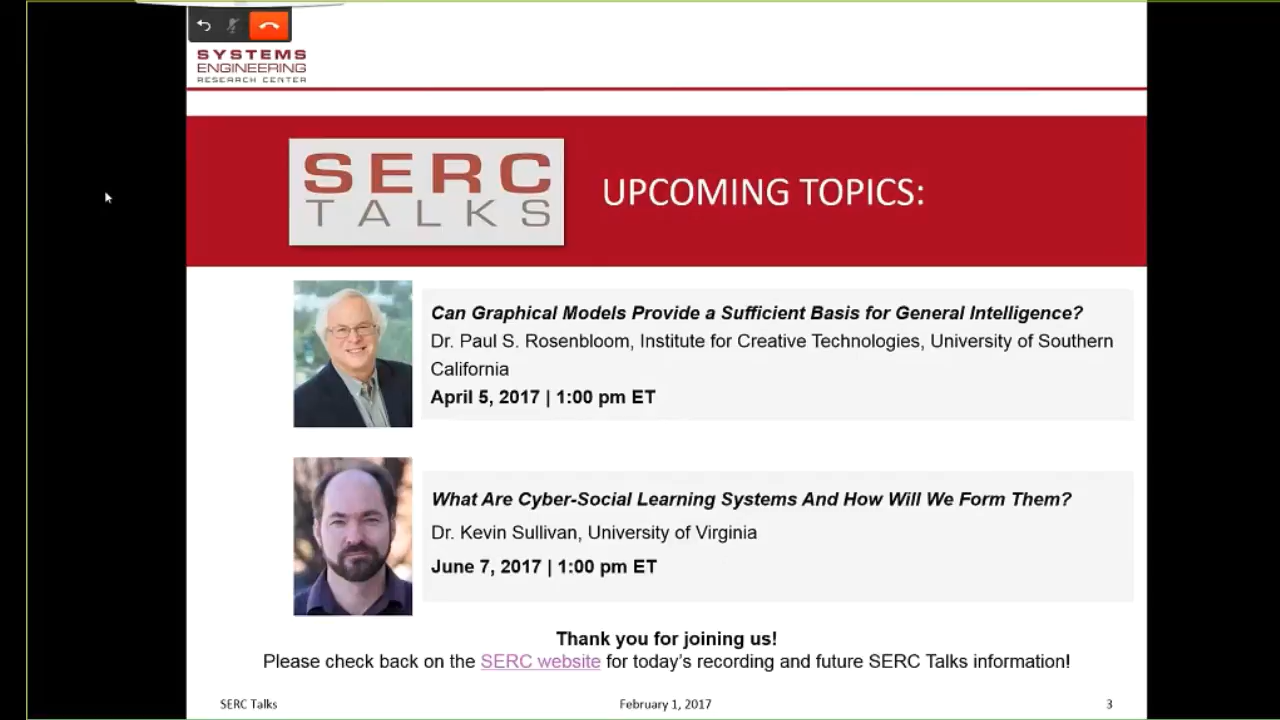 SYSTEMS
ENGINEERING
RESEARCH CENTER
SERC
TALKS
UPCOMING TOPICS:
Can Graphical Models Provide a Sufficient Basis for General Intelligence?
Dr. Paul S. Rosenbloom, Institute for Creative Technologies, University of Southern
California
April 5, 2017 | 1:00 pm ET
What Are Cyber-Social Learning Systems And How Will We Form Them?
Dr. Kevin Sullivan, University of Virginia
June 7, 2017 | 1:00 pm ET
Thank you for joining us!
Please check back on the SERC website for today's recording and future SERC Talks information!
SERC Talks February 1, 2017 3